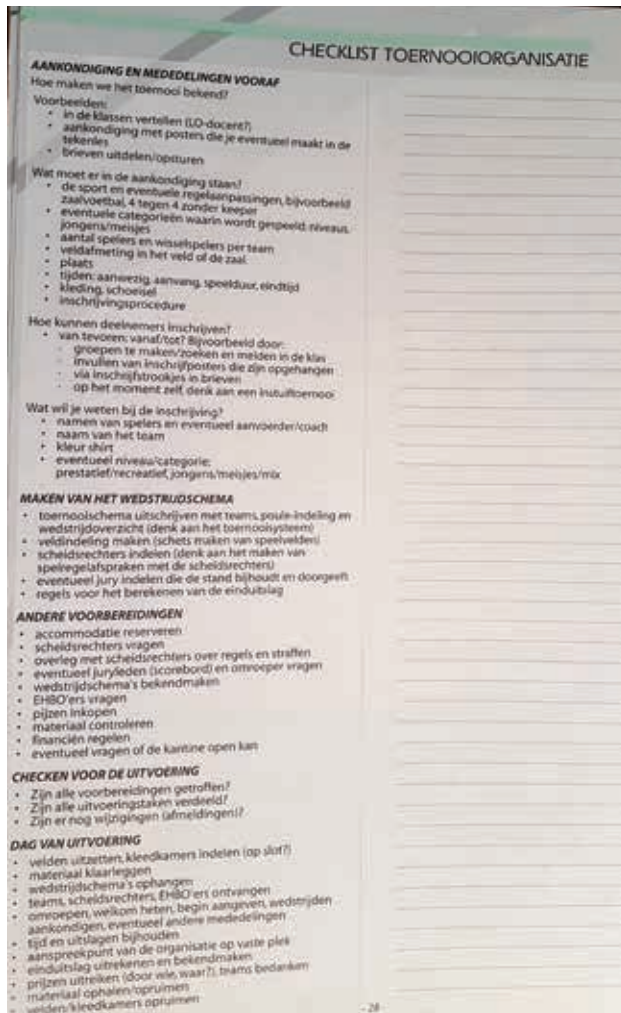 CHECKLIST TOERNOOIORGANISATIE
AANKONDIGING EN MEDEDELINGEN VOORAF
Hoe maken we het toernooi bekend?
Voorbeelden:
• in de klassen vertellen (LO-docent?)
• aankondiging met posters die je eventueel maakt in de
tekenles
• brieven uitdelen/opsturen
Wat moet er in de aankondiging staan?
• de sport en eventuele regelaanpassingen, bijvoorbeeld
zaalvoetbal, 4 tegen 4 zonder keeper
• eventuele categorieën waarin wordt gespeeld: niveaus,
jongens/meisjes
• aantal spelers en wisselspelers per team
• veldafmeting in het veld of de zaal
• plaats
• tijden: aanwezig, aanvang, speelduur, eindtijd
• kleding, schoeisel
• inschrijvingsprocedure
Hoe kunnen deelnemers inschrijven?
• van tevoren: vanaf/tot? Bijvoorbeeld door:
- groepen te maken/zoeken en melden in de klas
- invullen van inschrijfposters die zijn opgehangen
- via inschrijfstrookjes in brieven
- op het moment zelf, denk aan een instuiftoernooi
Wat wil je weten bij de inschrijving?
• namen van spelers en eventueel aanvoerder/coach
• naam van het team
• kleur shirt
• eventueel niveau/categorie:
prestatief/recreatief, jongens/meisjes/mix
MAKEN VAN HET WEDSTRIJDSCHEMA
• toernooischema uitschrijven met teams, poule-indeling en
wedstrijdoverzicht (denk aan het toernooisysteem)
• veldindeling maken (schets maken van speelvelden)
• scheidsrechters indelen (denk aan het maken van
spelregelafspraken met de scheidsrechters)
• eventueel jury indelen die de stand bijhoudt en doorgeeft
• regels voor het berekenen van de einduitslag
ANDERE VOORBEREIDINGEN
• accommodatie reserveren
• scheidsrechters vragen
• overleg met scheidsrechters over regels en straffen
• eventueel juryleden (scorebord) en omroeper vragen
• wedstrijdschema's bekendmaken
• EHBO'ers vragen
• prijzen inkopen
• materiaal controleren
• financiën regelen
• eventueel vragen of de kantine open kan
CHECKEN VOOR DE UITVOERING
• Zijn alle voorbereidingen getroffen?
• Zijn alle uitvoeringstaken verdeeld?
• Zijn er nog wijzigingen (afmeldingen)?
DAG VAN UITVOERING
• velden uitzetten, kleedkamers indelen (op slot?)
• materiaal klaarleggen
• wedstrijdschema's ophangen
• teams, scheidsrechters, EHBO'ers ontvangen
• omroepen, welkom heten, begin aangeven, wedstrijden
aankondigen, eventueel andere mededelingen
• tijd en uitslagen bijhouden
• aanspreekpunt van de organisatie op vaste plek
• einduitslag uitrekenen en bekendmaken
• prijzen uitreiken (door wie, waar?), teams bedanken
• materiaal ophalen/opruimen
• velden/kleedkamers opruimen
- 28 -